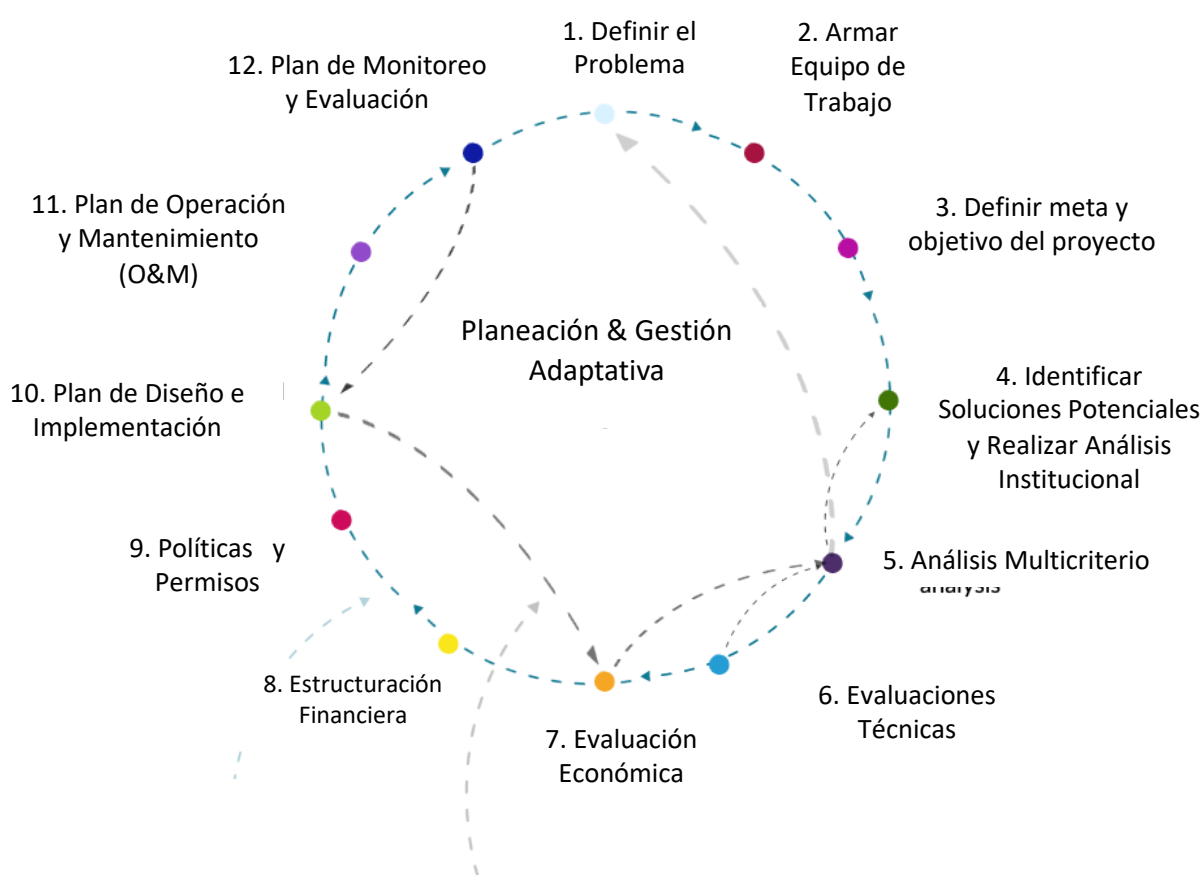 1. Definir el
Problema
2. Armar
Equipo de
Trabajo
3. Definir meta y
objetivo del proyecto
4. Identificar
Soluciones Potenciales
y Realizar Análisis
Institucional
5. Análisis Multicriterio
analysis
6. Evaluaciones
Técnicas
7. Evaluación
Económica
8. Estructuración
Financiera
9. Políticas y
Permisos
10. Plan de Diseño e
Implementación
11. Plan de Operación
y Mantenimiento
(O&M)
12. Plan de Monitoreo
y Evaluación
Planeación & Gestión
Adaptativa